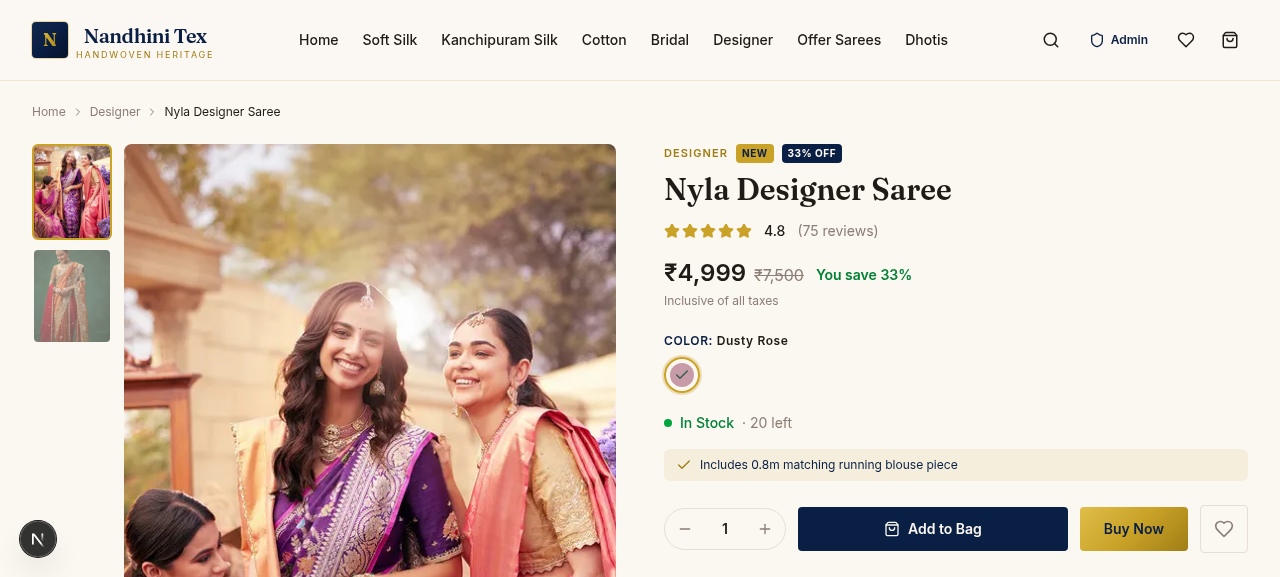 N
Nandhini Tex
HANDWOVEN HERITAGE
Home
Soft Silk
Kanchipuram Silk
Cotton
Bridal
Designer
Offer Sarees
Dhotis
Admin
Home > Designer > Nyla Designer Saree
DESIGNER NEW 33% OFF
Nyla Designer Saree
4.8 (75 reviews)
₹4,999 ₹7,500 You save 33%
Inclusive of all taxes
COLOR: Dusty Rose
In Stock · 20 left
Includes 0.8m matching running blouse piece
1
Add to Bag
Buy Now
N